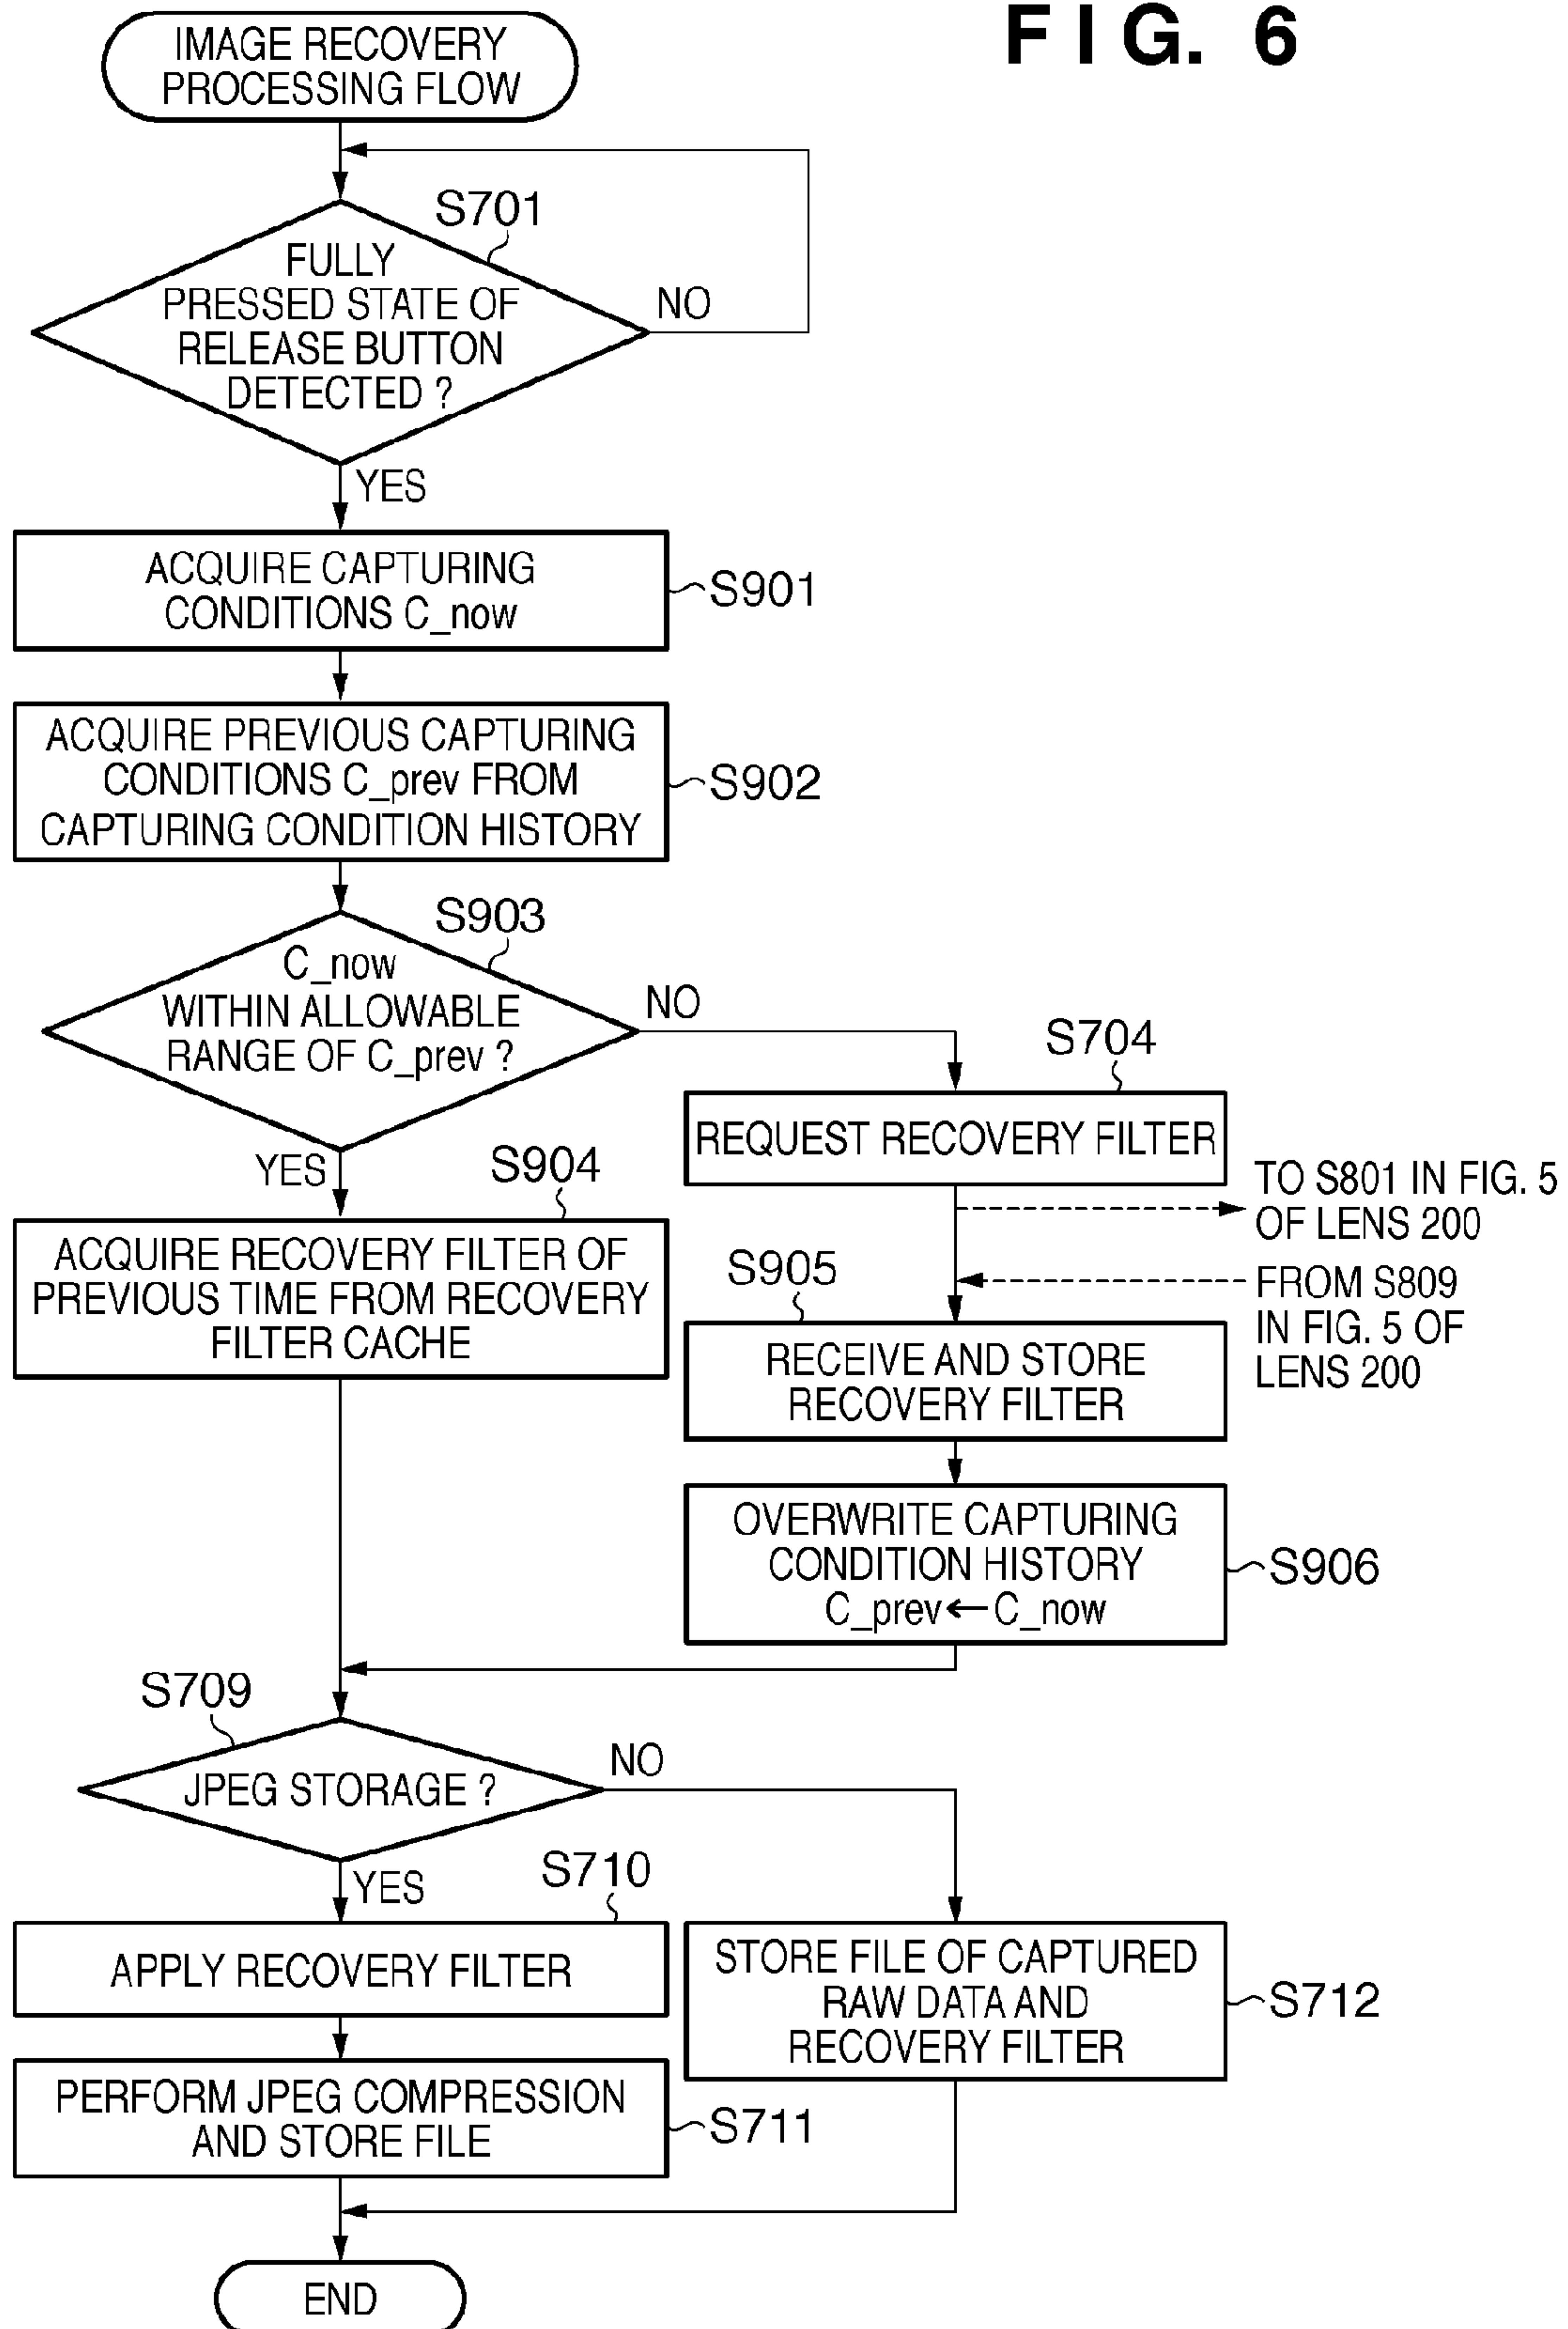 FIG. 6
IMAGE RECOVERY
PROCESSING FLOW
S701
FULLY
PRESSED STATE OF
RELEASE BUTTON
DETECTED ?
NO
YES
ACQUIRE CAPTURING
CONDITIONS C_now
S901
ACQUIRE PREVIOUS CAPTURING
CONDITIONS C_prev FROM
CAPTURING CONDITION HISTORY
S902
S903
C_now
WITHIN ALLOWABLE
RANGE OF C_prev ?
NO
YES
S704
REQUEST RECOVERY FILTER
TO S801 IN FIG. 5
OF LENS 200
S904
ACQUIRE RECOVERY FILTER OF
PREVIOUS TIME FROM RECOVERY
FILTER CACHE
FROM S809
IN FIG. 5 OF
LENS 200
S905
RECEIVE AND STORE
RECOVERY FILTER
OVERWRITE CAPTURING
CONDITION HISTORY
C_prev←C_now
S906
S709
JPEG STORAGE ?
NO
YES
S710
APPLY RECOVERY FILTER
STORE FILE OF CAPTURED
RAW DATA AND
RECOVERY FILTER
S712
PERFORM JPEG COMPRESSION
AND STORE FILE
S711
END